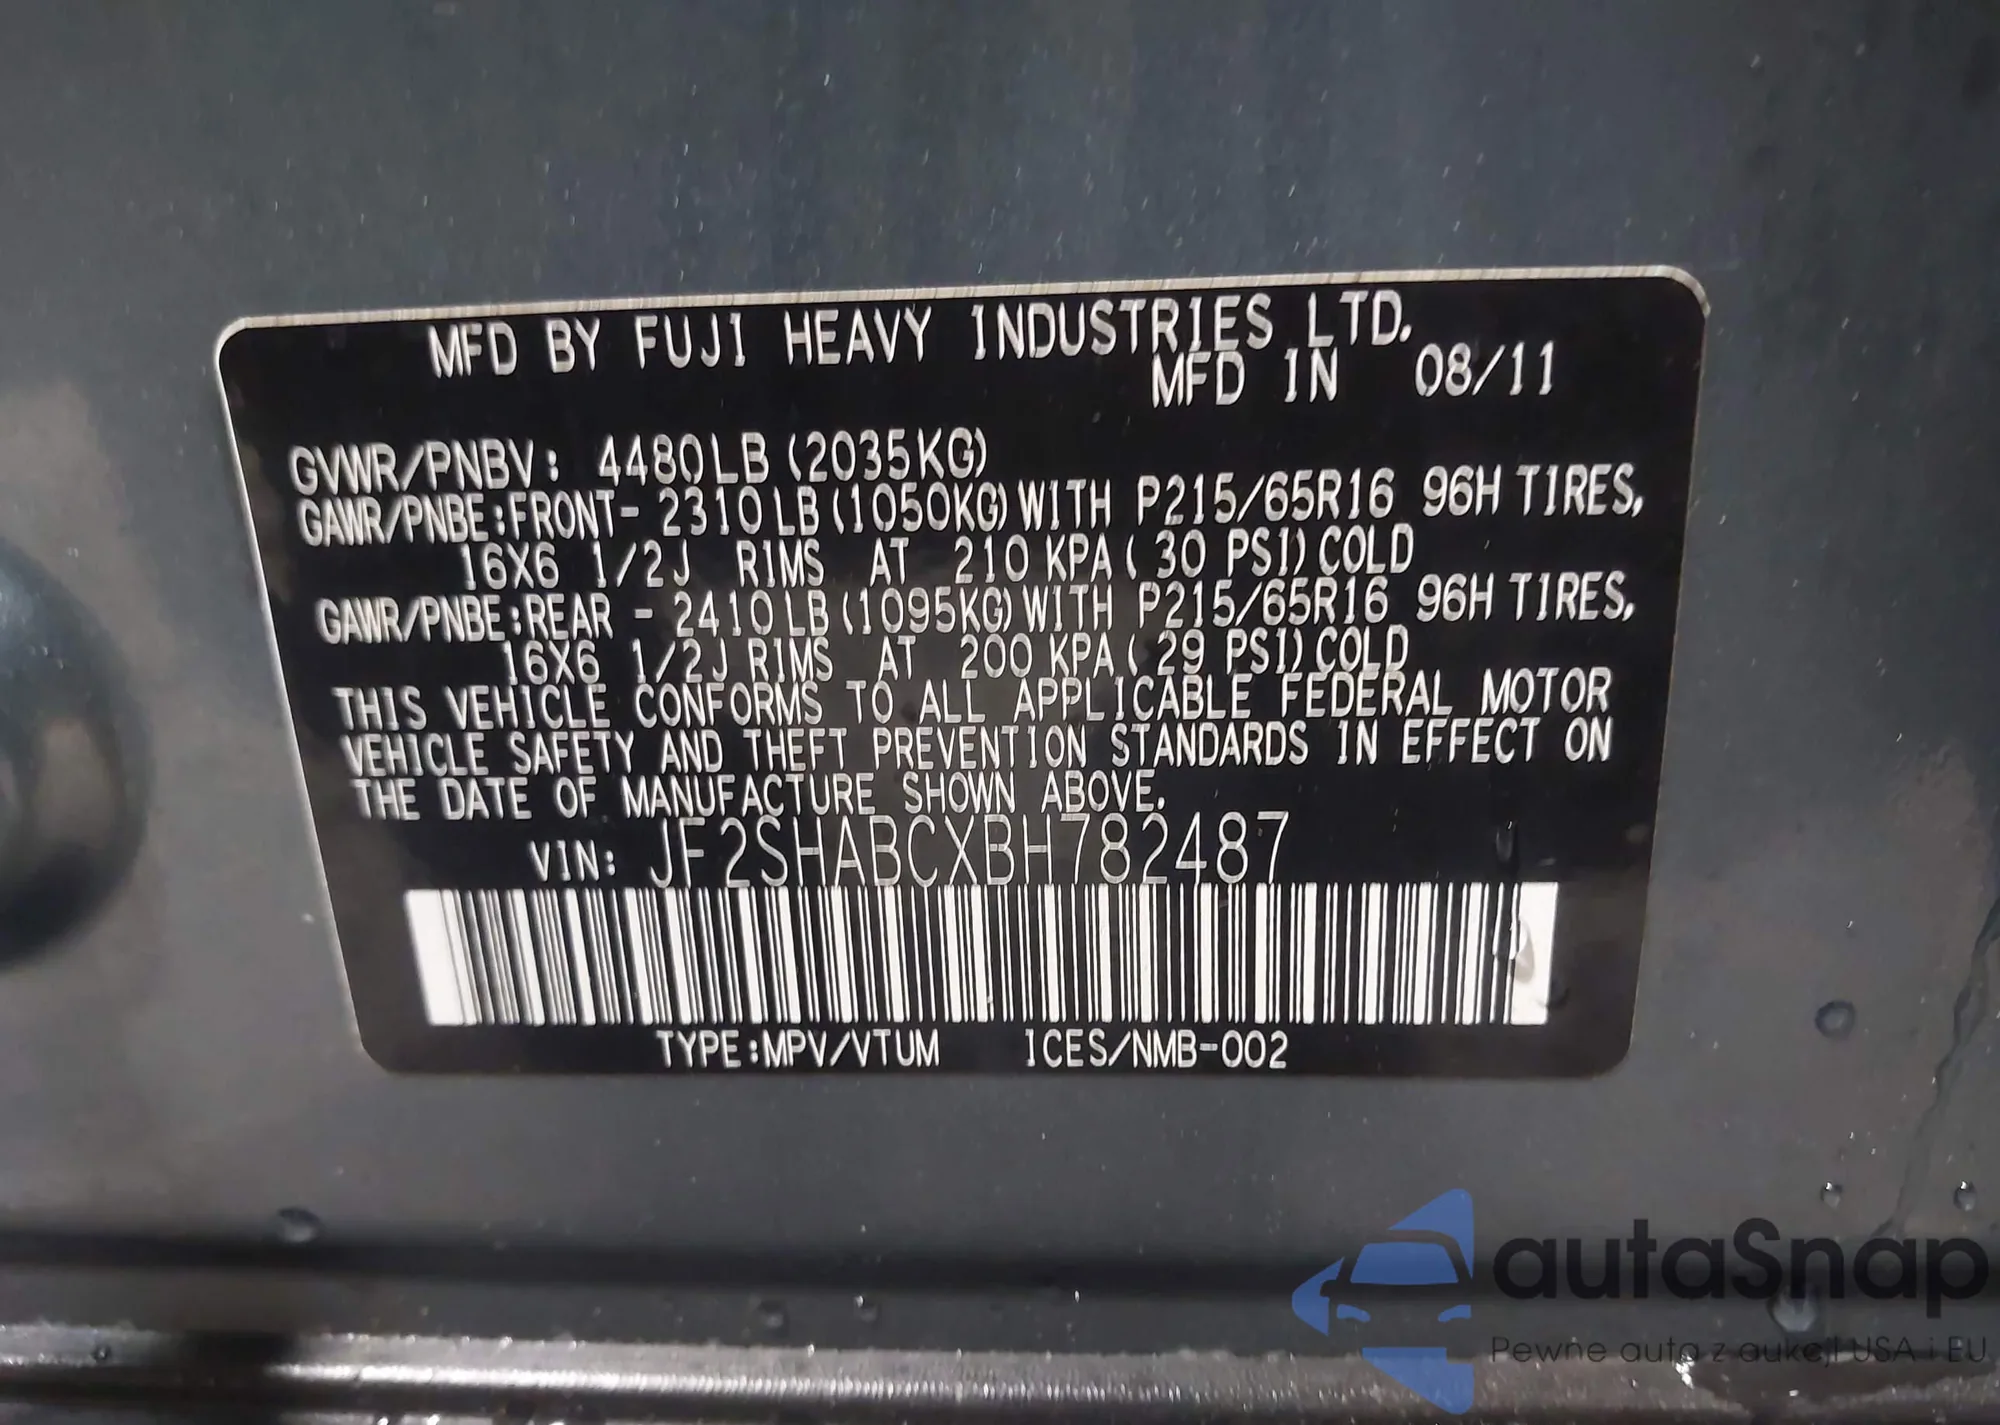 MFD BY FUJI HEAVY INDUSTRIES LTD.
MFD IN 08/11
GVWR/PNBV: 4480LB (2035KG)
GAWR/PNBE:FRONT- 2310LB (1050KG) WITH P215/65R16 96H TIRES,
16X6 1/2J RIMS AT 210 KPA ( 30 PSI) COLD
GAWR/PNBE:REAR - 2410LB (1095KG) WITH P215/65R16 96H TIRES,
16X6 1/2J RIMS AT 200 KPA ( 29 PSI) COLD
THIS VEHICLE CONFORMS TO ALL APPLICABLE FEDERAL MOTOR
VEHICLE SAFETY AND THEFT PREVENTION STANDARDS IN EFFECT ON
THE DATE OF MANUFACTURE SHOWN ABOVE.
VIN: JF2SHABCXBH782487
TYPE:MPV/VTUM ICES/NMB-002
autaSnap
Pewne auta z aukcji USA i EU